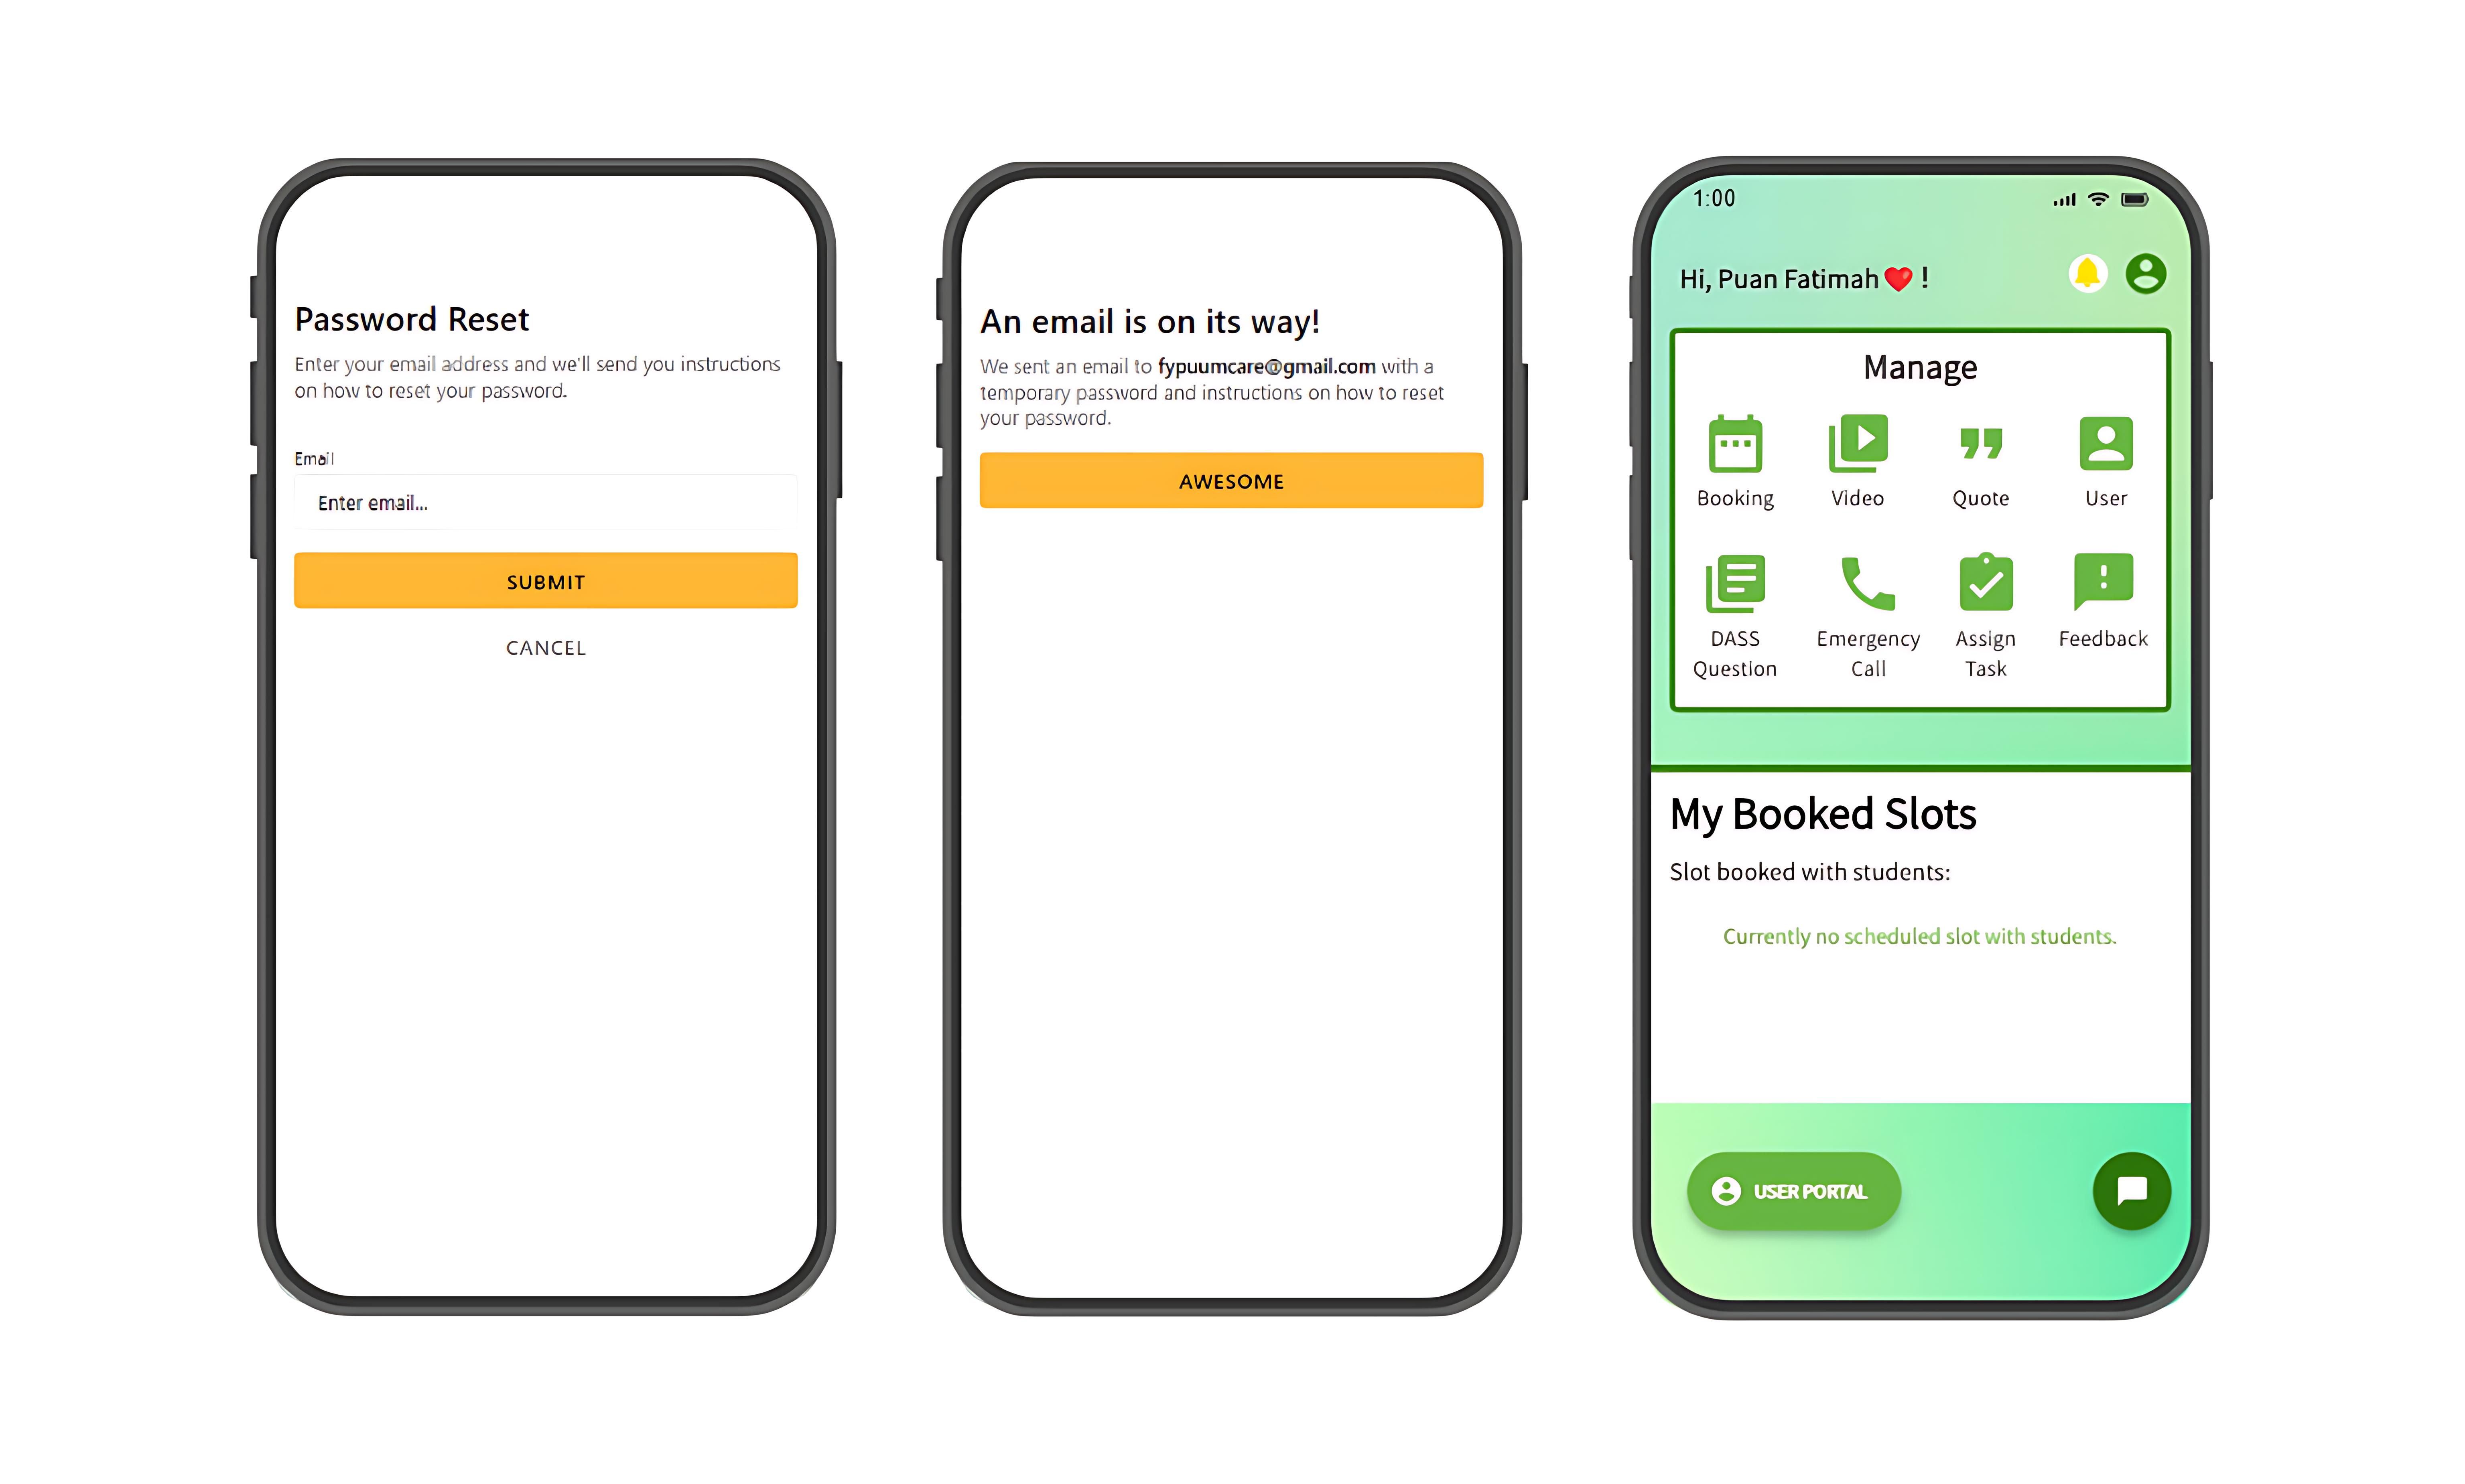 Password Reset
Enter your email address and we'll send you instructions
on how to reset your password.
Email
Enter email...
SUBMIT
CANCEL
An email is on its way!
We sent an email to fypuumcare@gmail.com with a
temporary password and instructions on how to reset
your password.
AWESOME
1:00
Hi, Puan Fatimah❤️ !
Manage
Booking Video Quote User
DASS Emergency Assign Feedback
Question Call Task
My Booked Slots
Slot booked with students:
Currently no scheduled slot with students.
USER PORTAL